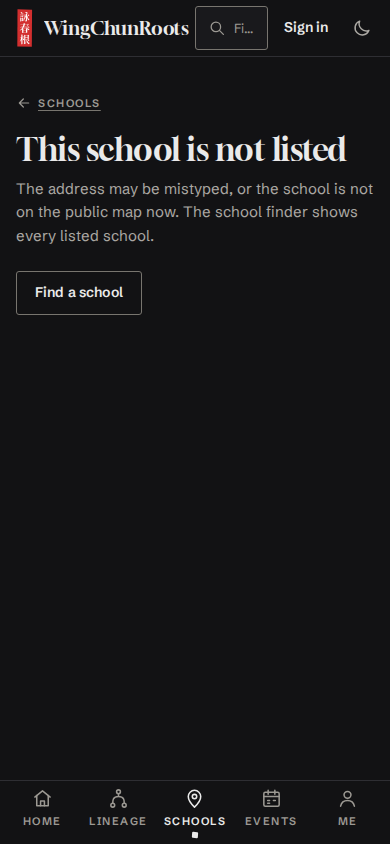 詠春根
WingChunRoots
Fi...
Sign in
← SCHOOLS
This school is not listed
The address may be mistyped, or the school is not
on the public map now. The school finder shows
every listed school.
Find a school
HOME
LINEAGE
SCHOOLS
EVENTS
ME